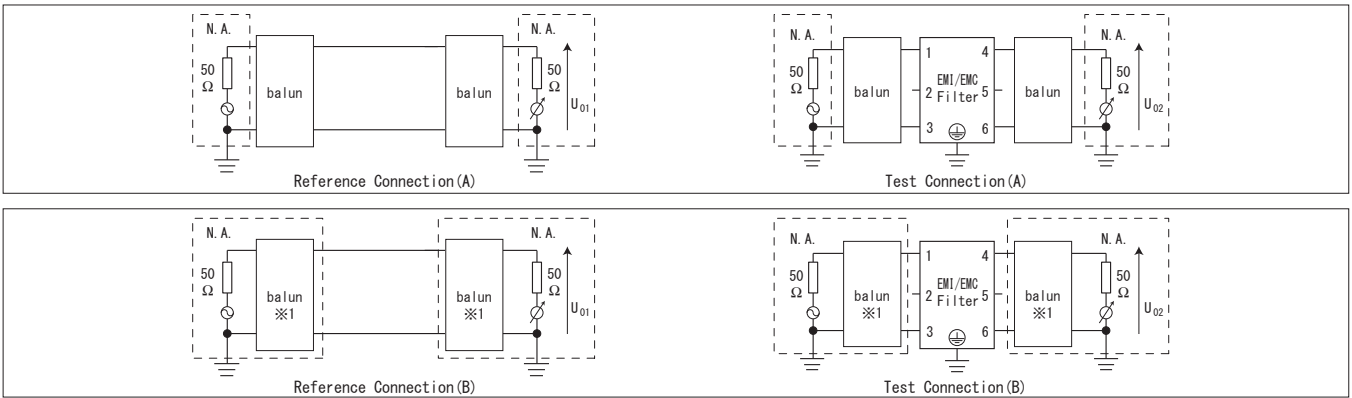 N.A.
50
Ω
balun
balun
N.A.
50
Ω
U01
Reference Connection(A)
N.A.
50
Ω
balun
1
2
3
EMI/EMC
Filter
4
5
6
balun
N.A.
50
Ω
U02
Test Connection(A)
N.A.
50
Ω
balun
※1
balun
※1
N.A.
50
Ω
U01
Reference Connection(B)
N.A.
50
Ω
balun
※1
1
2
3
EMI/EMC
Filter
4
5
6
balun
※1
N.A.
50
Ω
U02
Test Connection(B)